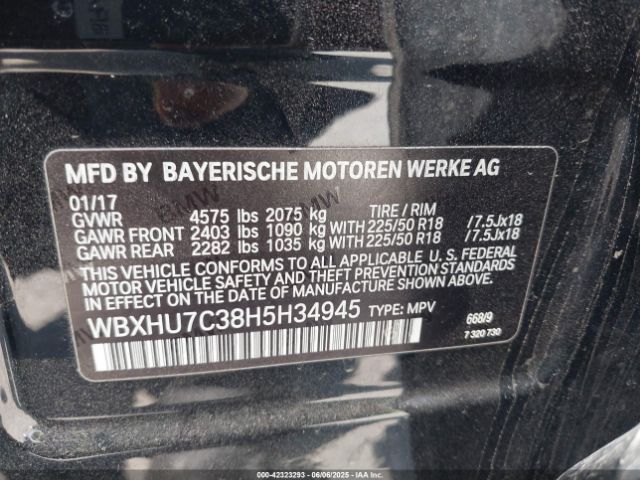 MFD BY BAYERISCHE MOTOREN WERKE AG
01/17 TIRE / RIM
GVWR 4575 lbs 2075 kg
GAWR FRONT 2403 lbs 1090 kg WITH 225/50 R18 /7.5Jx18
GAWR REAR 2282 lbs 1035 kg WITH 225/50 R18 /7.5Jx18
THIS VEHICLE CONFORMS TO ALL APPLICABLE U. S. FEDERAL
MOTOR VEHICLE SAFETY AND THEFT PREVENTION STANDARDS
IN EFFECT ON THE DATE OF MANUFACTURE SHOWN ABOVE.
WBXHU7C38H5H34945 TYPE: MPV
668/9
7 320 730
000-42323293 - 06/06/2025 - IAAI.com